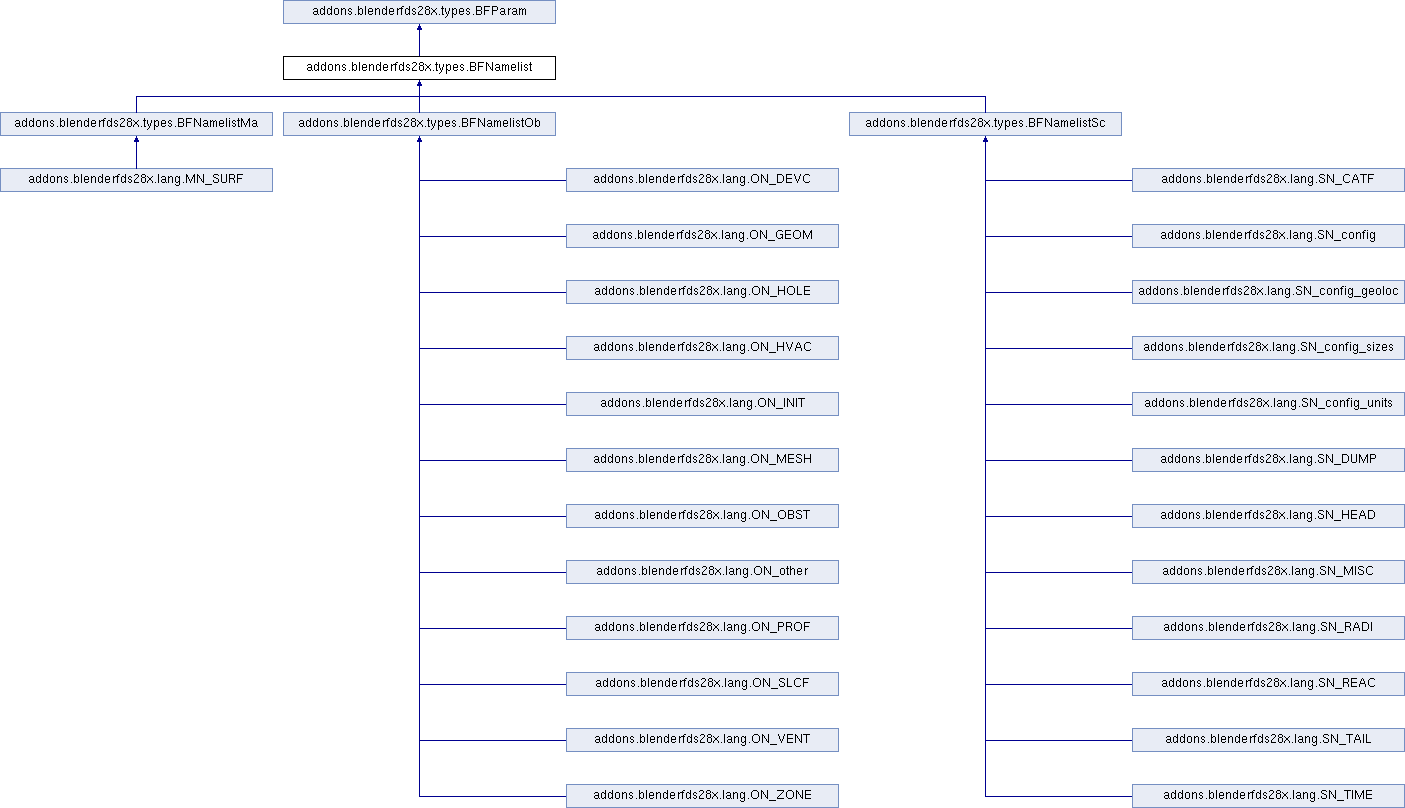 addons.blenderfds28x.types.BFParam
addons.blenderfds28x.types.BFNamelist
addons.blenderfds28x.types.BFNamelistMa
addons.blenderfds28x.types.BFNamelistOb
addons.blenderfds28x.types.BFNamelistSc
addons.blenderfds28x.lang.MN_SURF
addons.blenderfds28x.lang.ON_DEVC
addons.blenderfds28x.lang.SN_CATF
addons.blenderfds28x.lang.ON_GEOM
addons.blenderfds28x.lang.SN_config
addons.blenderfds28x.lang.ON_HOLE
addons.blenderfds28x.lang.SN_config_geoloc
addons.blenderfds28x.lang.ON_HVAC
addons.blenderfds28x.lang.SN_config_sizes
addons.blenderfds28x.lang.ON_INIT
addons.blenderfds28x.lang.SN_config_units
addons.blenderfds28x.lang.ON_MESH
addons.blenderfds28x.lang.SN_DUMP
addons.blenderfds28x.lang.ON_OBST
addons.blenderfds28x.lang.SN_HEAD
addons.blenderfds28x.lang.ON_other
addons.blenderfds28x.lang.SN_MISC
addons.blenderfds28x.lang.ON_PROF
addons.blenderfds28x.lang.SN_RADI
addons.blenderfds28x.lang.ON_SLCF
addons.blenderfds28x.lang.SN_REAC
addons.blenderfds28x.lang.ON_VENT
addons.blenderfds28x.lang.SN_TAIL
addons.blenderfds28x.lang.ON_ZONE
addons.blenderfds28x.lang.SN_TIME